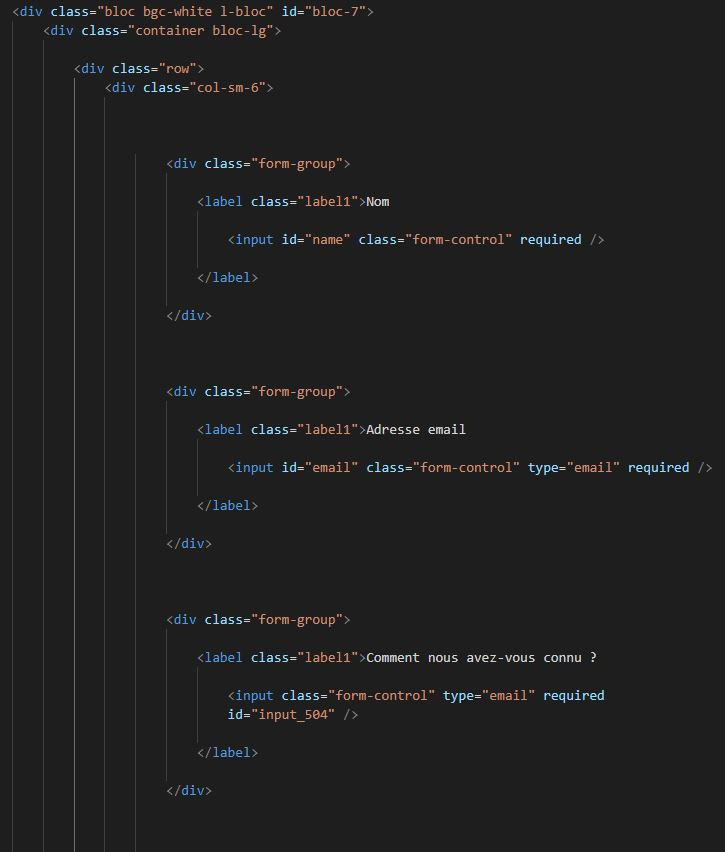 <div class="bloc bgc-white l-bloc" id="bloc-7">
<div class="container bloc-lg">
<div class="row">
<div class="col-sm-6">
<div class="form-group">
<label class="label1">Nom
<input id="name" class="form-control" required />
</label>
</div>
<div class="form-group">
<label class="label1">Adresse email
<input id="email" class="form-control" type="email" required />
</label>
</div>
<div class="form-group">
<label class="label1">Comment nous avez-vous connu ?
<input class="form-control" type="email" required
id="input_504" />
</label>
</div>